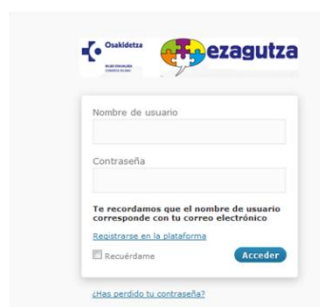 Osakidetza
ezagutza
Nombre de usuario
Contraseña
Te recordamos que el nombre de usuario
corresponde con tu correo electrónico
Registrarse en la plataforma
Recuérdame
Acceder
¿Has perdido tu contraseña?